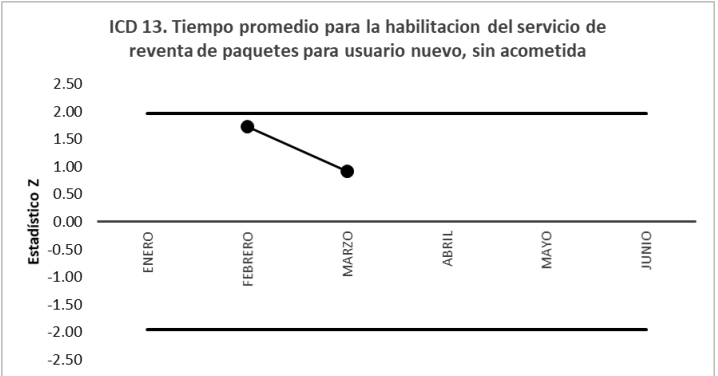 ICD 13. Tiempo promedio para la habilitacion del servicio de
reventa de paquetes para usuario nuevo, sin acometida
2.50
2.00
1.50
1.00
0.50
0.00
-0.50
-1.00
-1.50
-2.00
-2.50
Estadístico Z
ENERO
FEBRERO
MARZO
ABRIL
MAYO
JUNIO